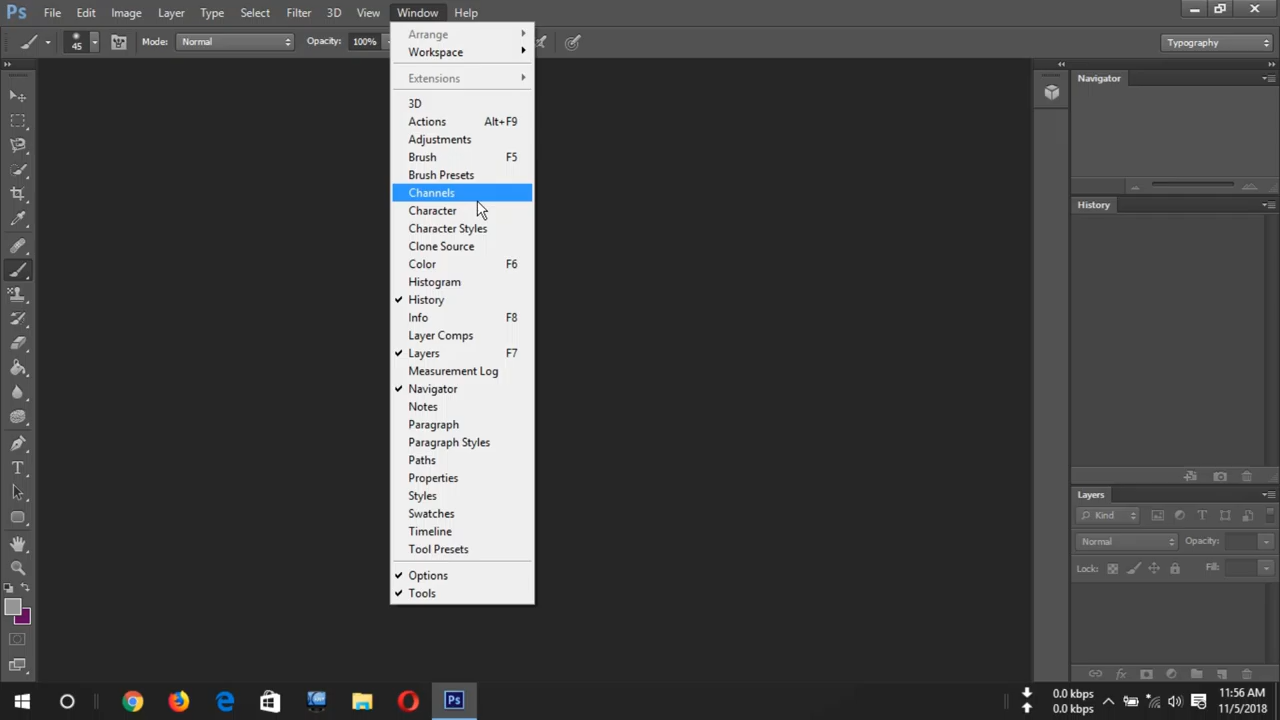 Ps File Edit Image Layer Type Select Filter 3D View Window Help
45 Mode: Normal Opacity: 100% Typography
Arrange
Workspace
Extensions
3D
Actions Alt+F9
Adjustments
Brush F5
Brush Presets
Channels
Character
Character Styles
Clone Source
Color F6
Histogram
History
Info F8
Layer Comps
Layers F7
Measurement Log
Navigator
Notes
Paragraph
Paragraph Styles
Paths
Properties
Styles
Swatches
Timeline
Tool Presets
Options
Tools
Navigator
History
Layers
Kind
Normal Opacity:
Lock: Fill:
Ps
0.0 kbps
0.0 kbps
11:56 AM
11/5/2018